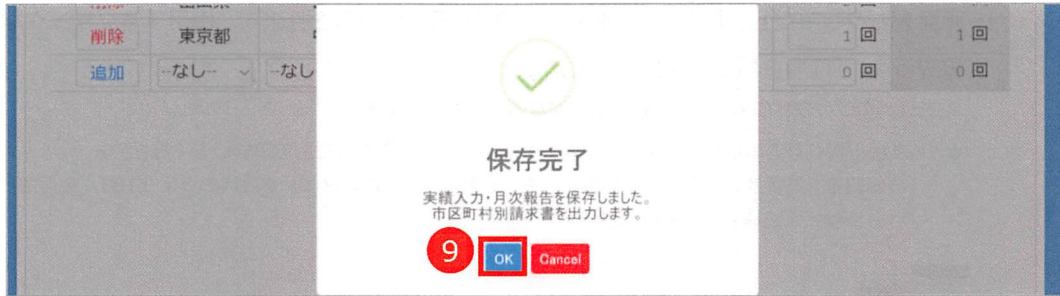 削除 東京都 1 回 1 回
追加 --なし-- --なし 0 回 0 回
保存完了
実績入力・月次報告を保存しました。
市区町村別請求書を出力します。
9 OK Cancel